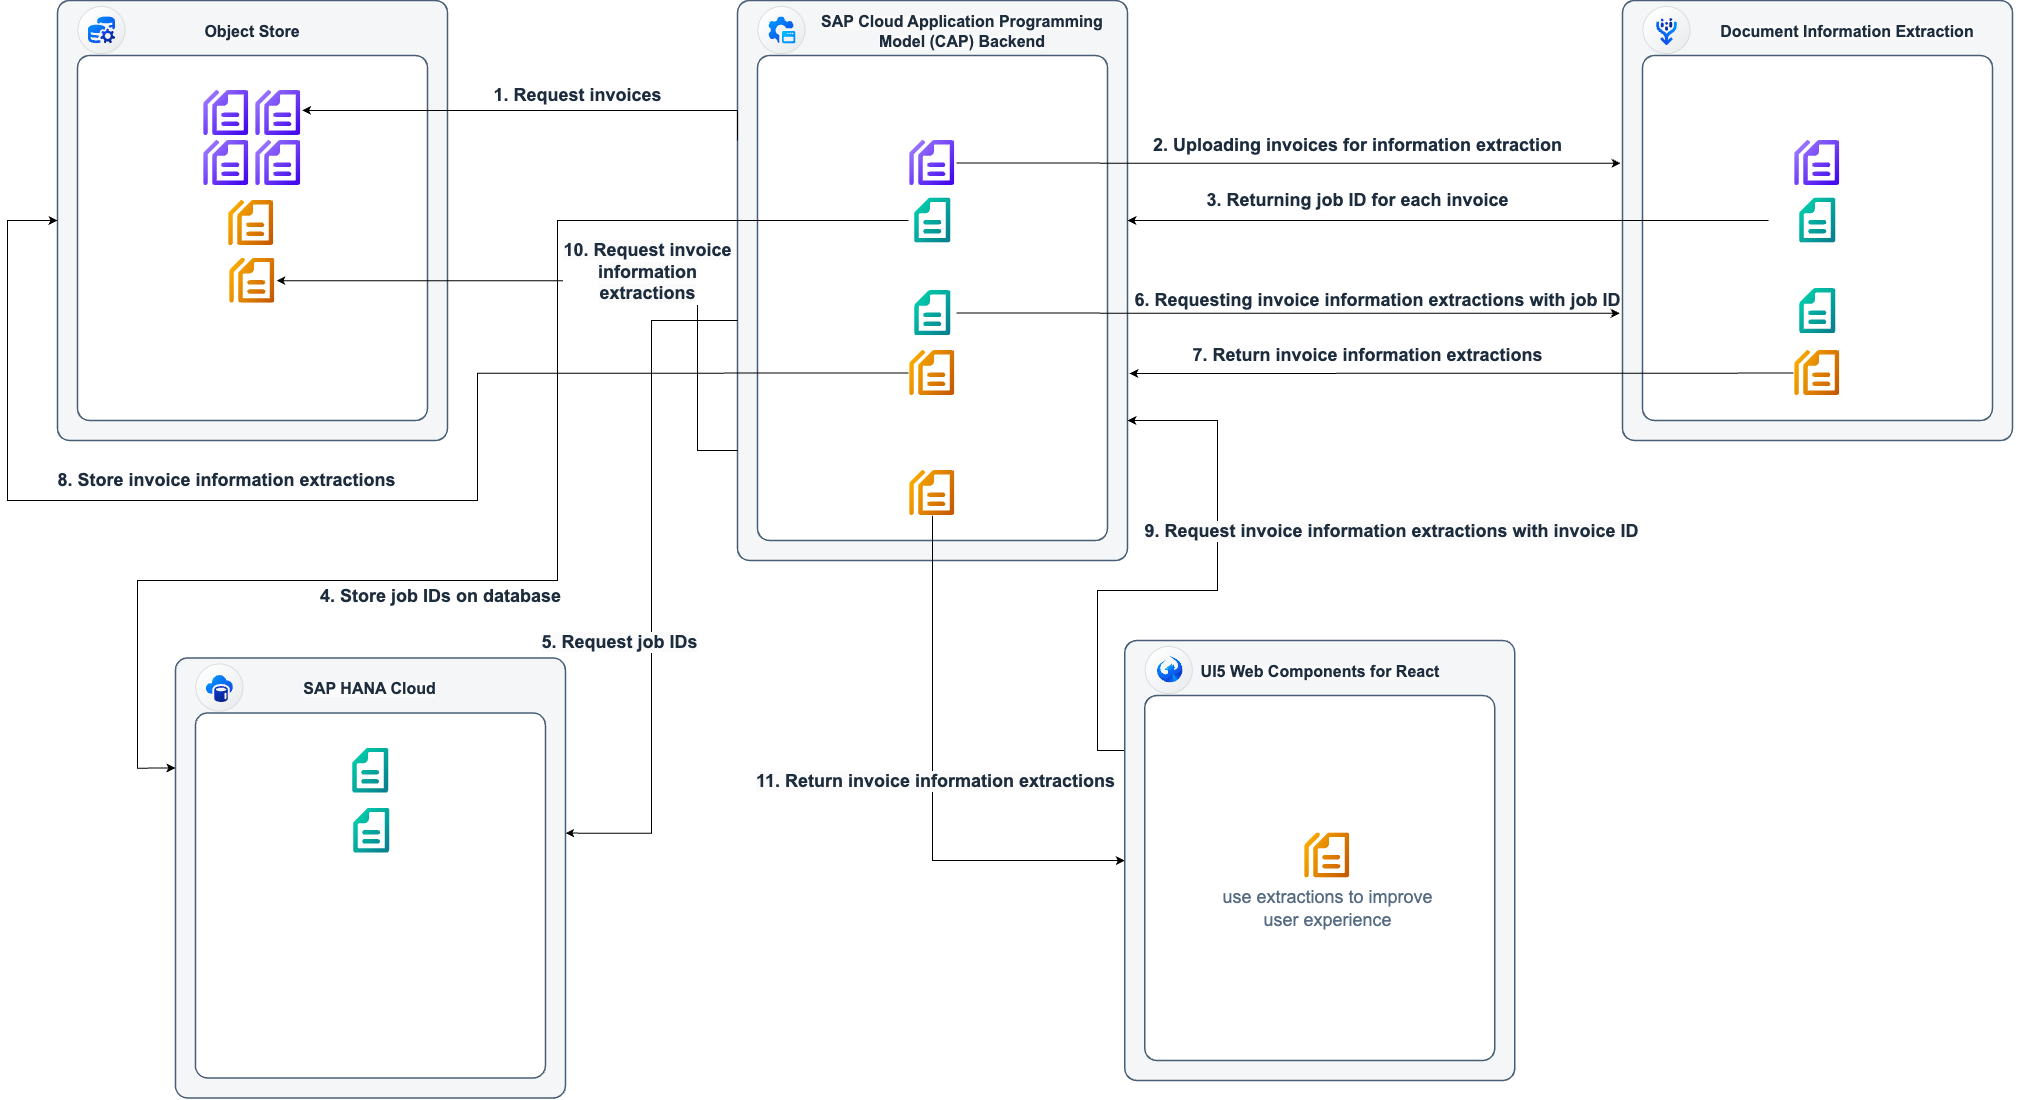 Object Store
SAP Cloud Application Programming
Model (CAP) Backend
Document Information Extraction
1. Request invoices
2. Uploading invoices for information extraction
3. Returning job ID for each invoice
10. Request invoice
information
extractions
6. Requesting invoice information extractions with job ID
7. Return invoice information extractions
8. Store invoice information extractions
9. Request invoice information extractions with invoice ID
4. Store job IDs on database
5. Request job IDs
SAP HANA Cloud
UI5 Web Components for React
11. Return invoice information extractions
use extractions to improve
user experience